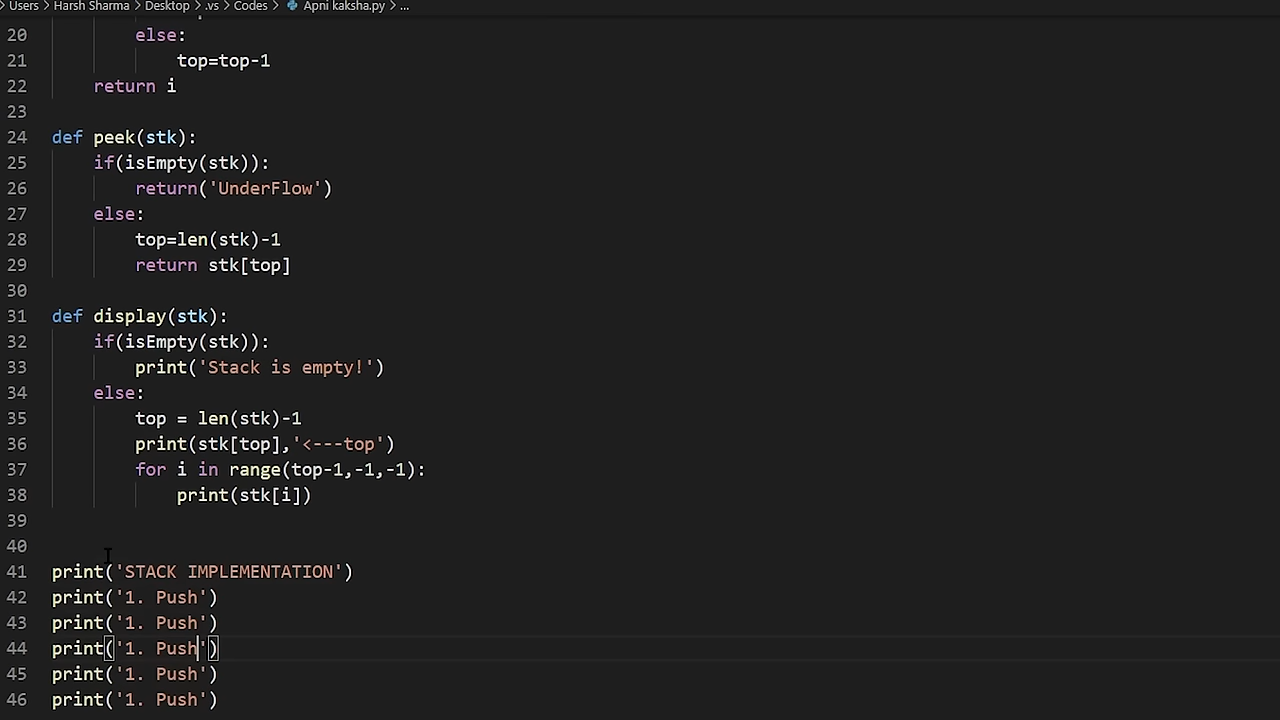 Users > Harsh Sharma > Desktop > .vs > Codes > Apni kaksha.py > ...
20 else:
21 top=top-1
22 return i
23
24 def peek(stk):
25 if(isEmpty(stk)):
26 return('UnderFlow')
27 else:
28 top=len(stk)-1
29 return stk[top]
30
31 def display(stk):
32 if(isEmpty(stk)):
33 print('Stack is empty!')
34 else:
35 top = len(stk)-1
36 print(stk[top],'<---top')
37 for i in range(top-1,-1,-1):
38 print(stk[i])
39
40
41 print('STACK IMPLEMENTATION')
42 print('1. Push')
43 print('1. Push')
44 print('1. Push')
45 print('1. Push')
46 print('1. Push')